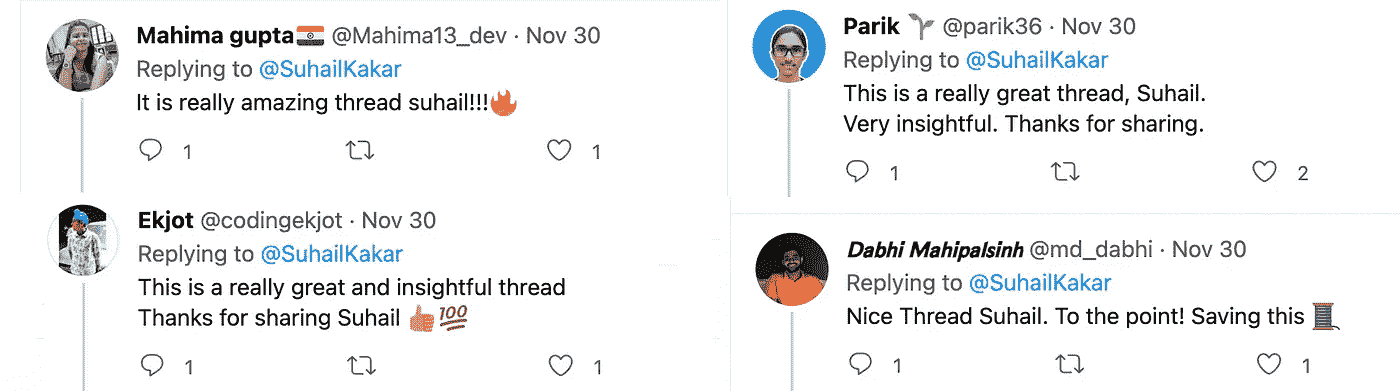 Mahima gupta🇮🇳 @Mahima13_dev · Nov 30
Replying to @SuhailKakar
It is really amazing thread suhail!!!🔥
1 1
Ekjot @codingekjot · Nov 30
Replying to @SuhailKakar
This is a really great and insightful thread
Thanks for sharing Suhail 👍💯
1 1
Parik 🌱 @parik36 · Nov 30
Replying to @SuhailKakar
This is a really great thread, Suhail.
Very insightful. Thanks for sharing.
1 2
Dabhi Mahipalsinh @md_dabhi · Nov 30
Replying to @SuhailKakar
Nice Thread Suhail. To the point! Saving this 🧵
1 1